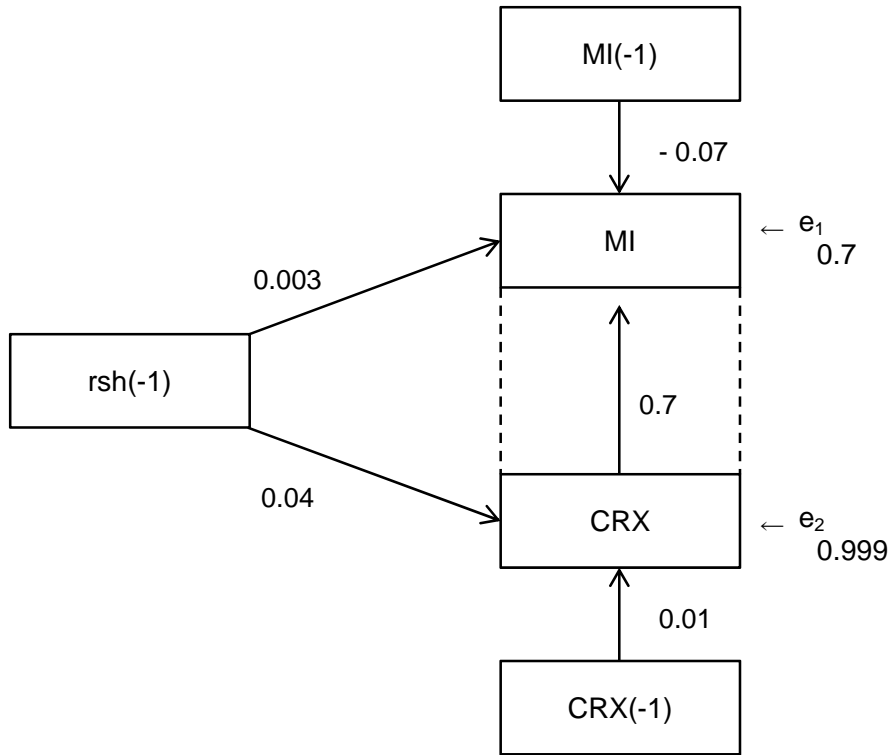 MI(-1)
- 0.07
MI
← e₁
0.7
0.003
rsh(-1)
0.7
0.04
CRX
← e₂
0.999
0.01
CRX(-1)